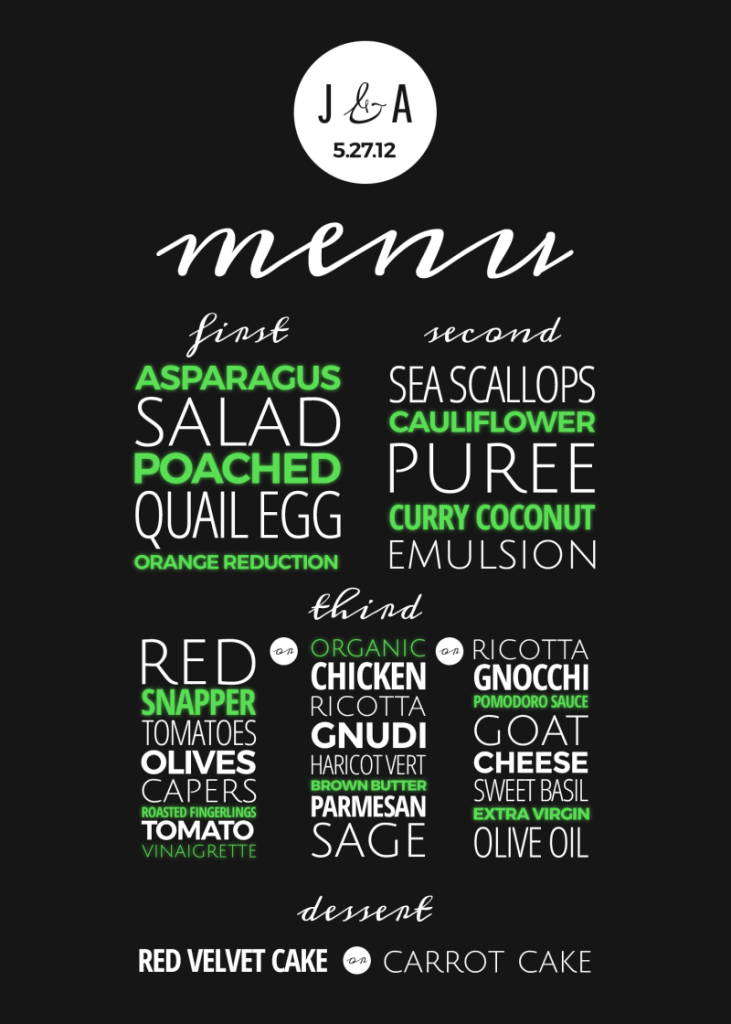 J & A
5.27.12
menu
first
ASPARAGUS
SALAD
POACHED
QUAIL EGG
ORANGE REDUCTION
second
SEA SCALLOPS
CAULIFLOWER
PUREE
CURRY COCONUT
EMULSION
third
RED
SNAPPER
TOMATOES
OLIVES
CAPERS
ROASTED FINGERLINGS
TOMATO
VINAIGRETTE
or
ORGANIC
CHICKEN
RICOTTA
GNUDI
HARICOT VERT
BROWN BUTTER
PARMESAN
SAGE
or
RICOTTA
GNOCCHI
POMODORO SAUCE
GOAT
CHEESE
SWEET BASIL
EXTRA VIRGIN
OLIVE OIL
dessert
RED VELVET CAKE or CARROT CAKE